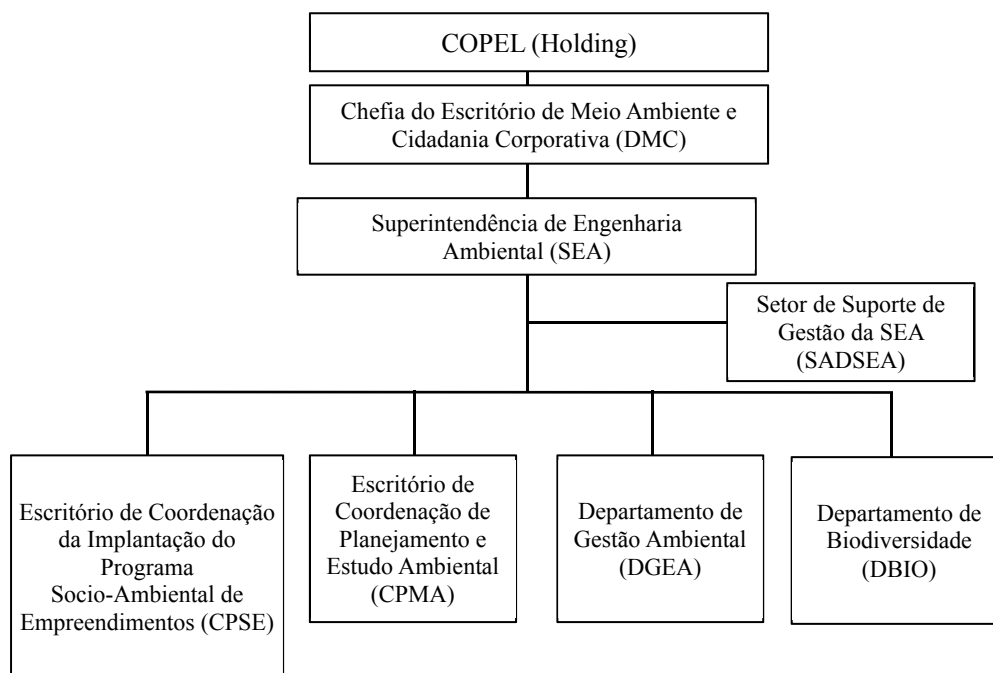 COPEL (Holding)
Chefia do Escritório de Meio Ambiente e
Cidadania Corporativa (DMC)
Superintendência de Engenharia
Ambiental (SEA)
Setor de Suporte de
Gestão da SEA
(SADSEA)
Escritório de Coordenação
da Implantação do
Programa
Socio-Ambiental de
Empreendimentos (CPSE)
Escritório de
Coordenação de
Planejamento e
Estudo Ambiental
(CPMA)
Departamento de
Gestão Ambiental
(DGEA)
Departamento de
Biodiversidade
(DBIO)